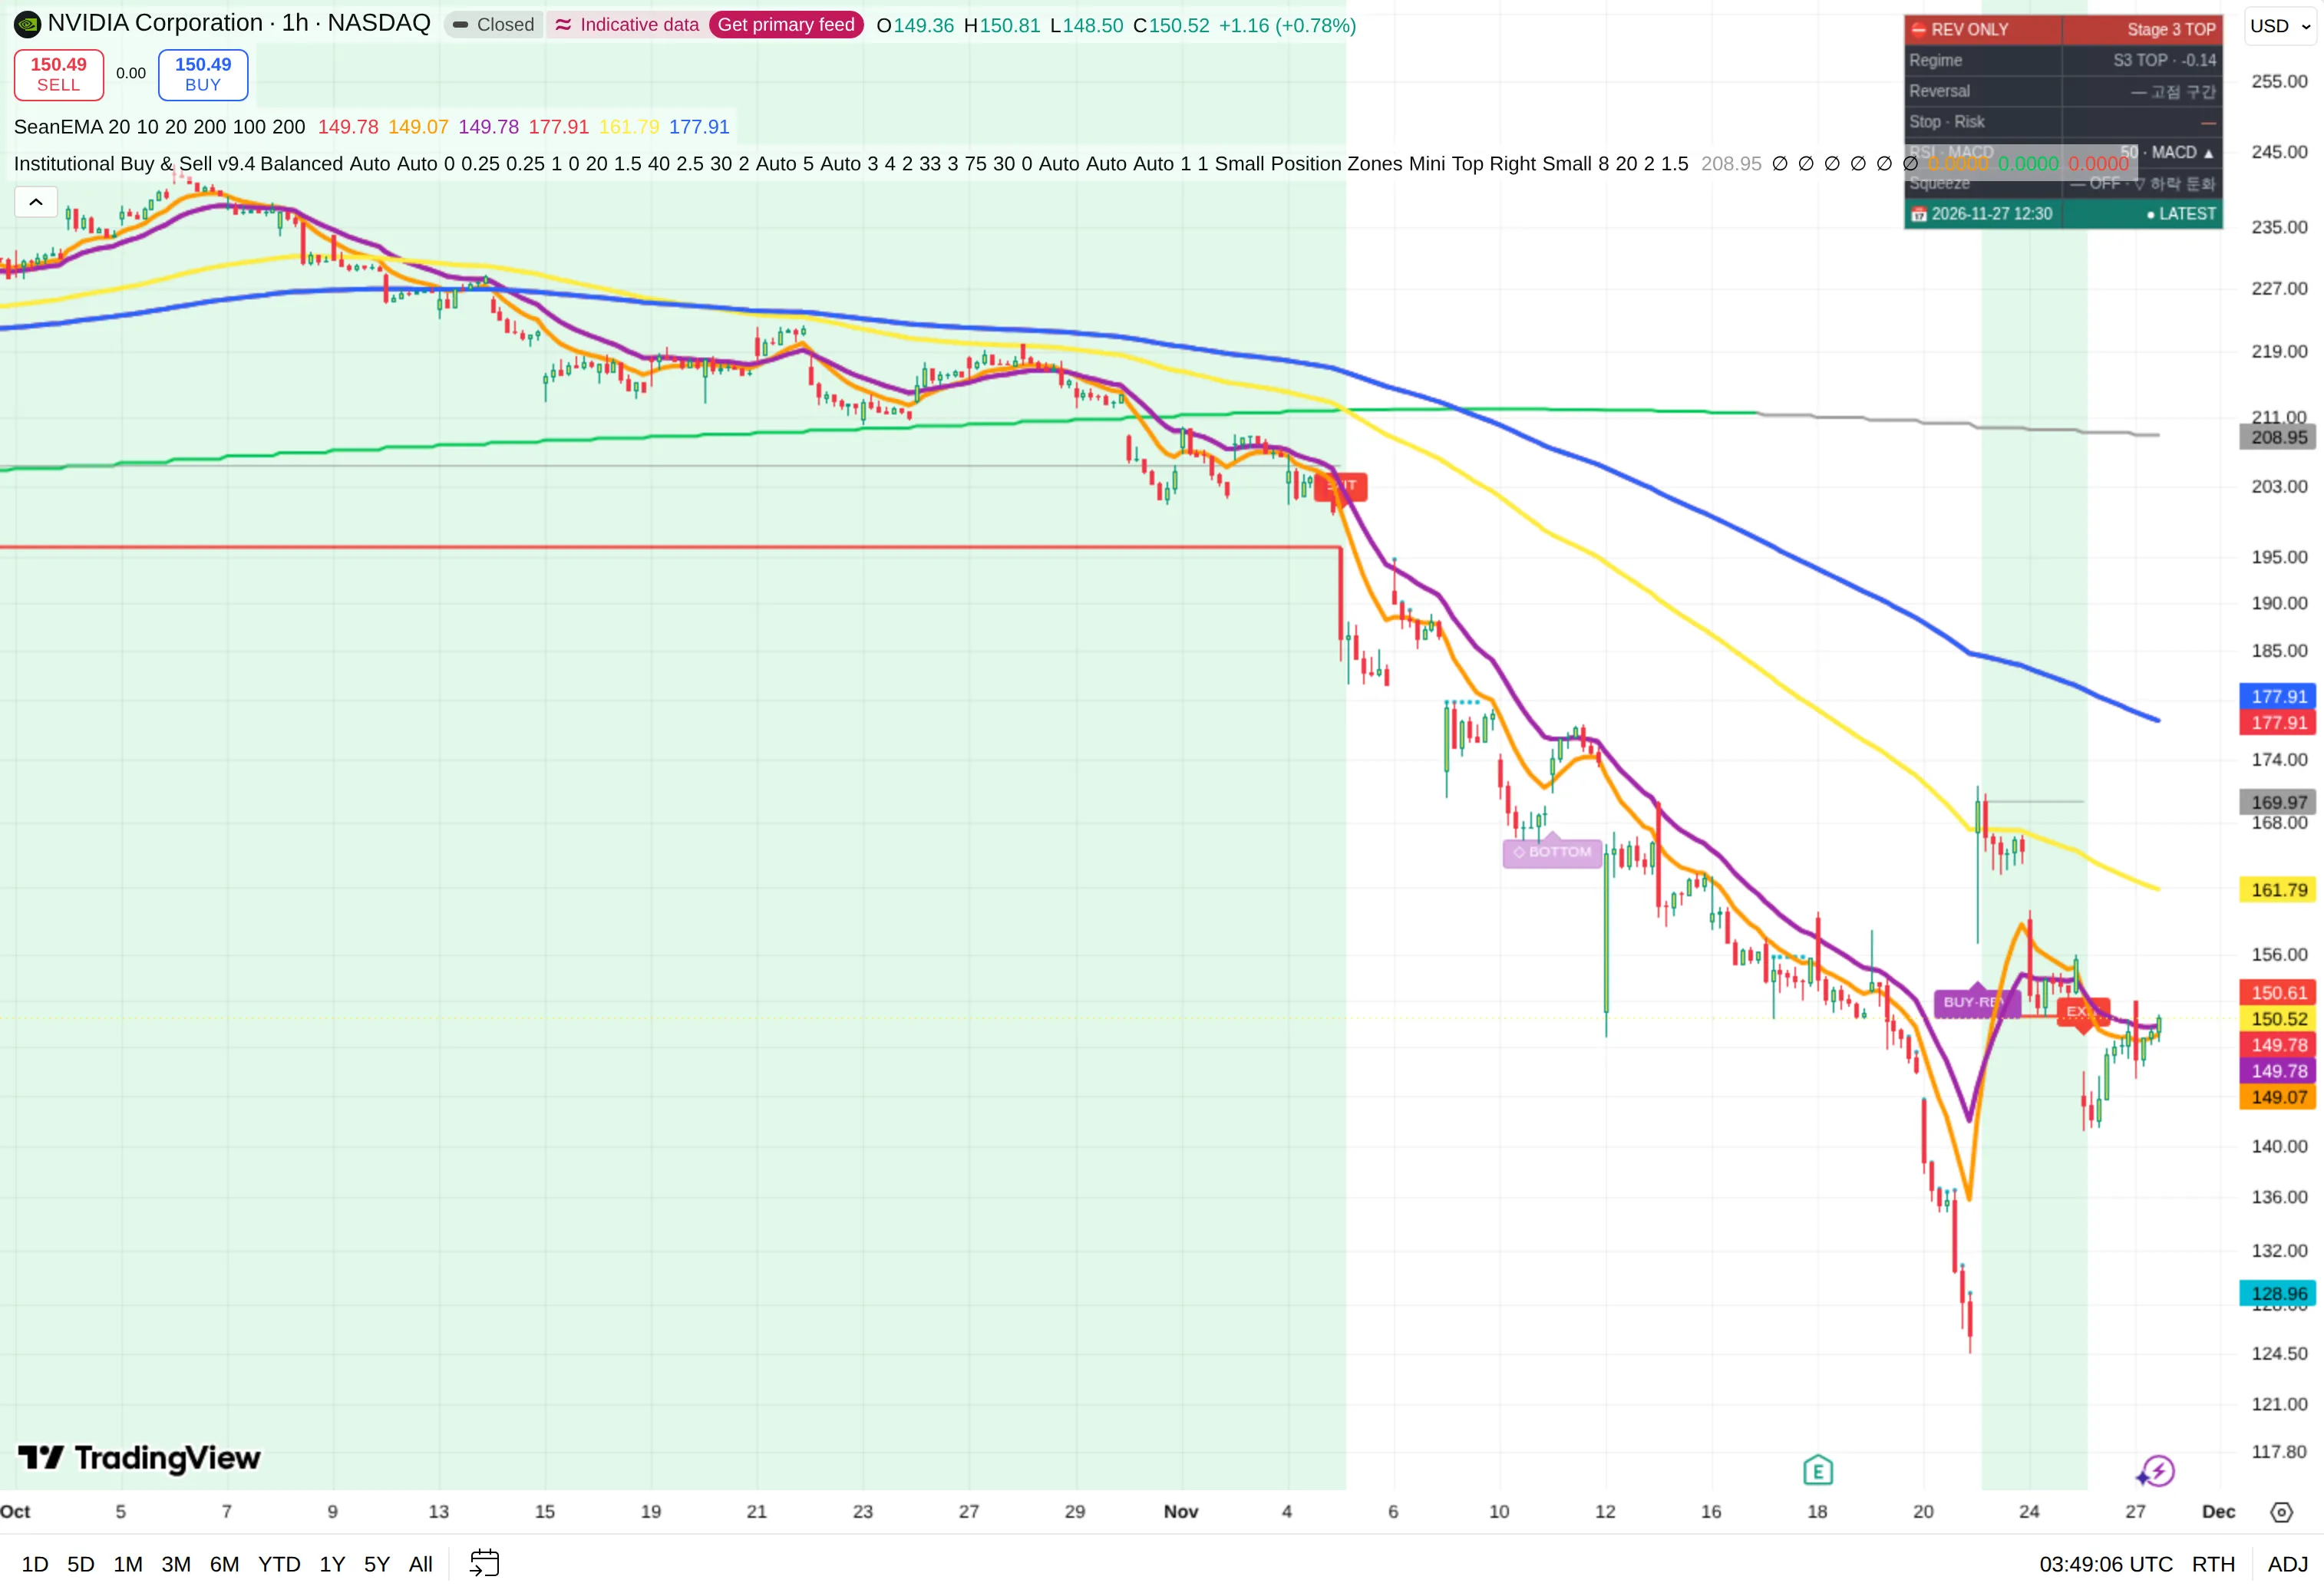 NVIDIA Corporation · 1h · NASDAQ Closed Indicative data Get primary feed O149.36 H150.81 L148.50 C150.52 +1.16 (+0.78%)
150.49 SELL 0.00 150.49 BUY
SeanEMA 20 10 20 200 100 200 149.78 149.07 149.78 177.91 161.79 177.91
Institutional Buy & Sell v9.4 Balanced Auto Auto 0 0.25 0.25 1 0 20 1.5 40 2.5 30 2 Auto 5 Auto 3 4 2 33 3 75 30 0 Auto Auto Auto 1 1 Small Position Zones Mini Top Right Small 8 20 2 1.5 208.95 ∅ ∅ ∅ ∅ ∅ ∅ 0.0000 0.0000 0.0000
REV ONLY Stage 3 TOP
Regime S3 TOP · -0.14
Reversal — 고점 구간
Stop · Risk —
RSI · MACD 50 · MACD ▲
Squeeze — OFF · ▽ 하락 둔화
2026-11-27 12:30 ● LATEST
USD
255.00
245.00
235.00
227.00
219.00
211.00
208.95
203.00
195.00
190.00
185.00
177.91
177.91
174.00
169.97
168.00
161.79
156.00
150.61
150.52
149.78
149.78
149.07
140.00
136.00
132.00
128.96
124.50
121.00
117.80
◇ BOTTOM
TradingView
E
Oct 5 7 9 13 15 19 21 23 27 29 Nov 4 6 10 12 16 18 20 24 27 Dec
1D 5D 1M 3M 6M YTD 1Y 5Y All 03:49:06 UTC RTH ADJ